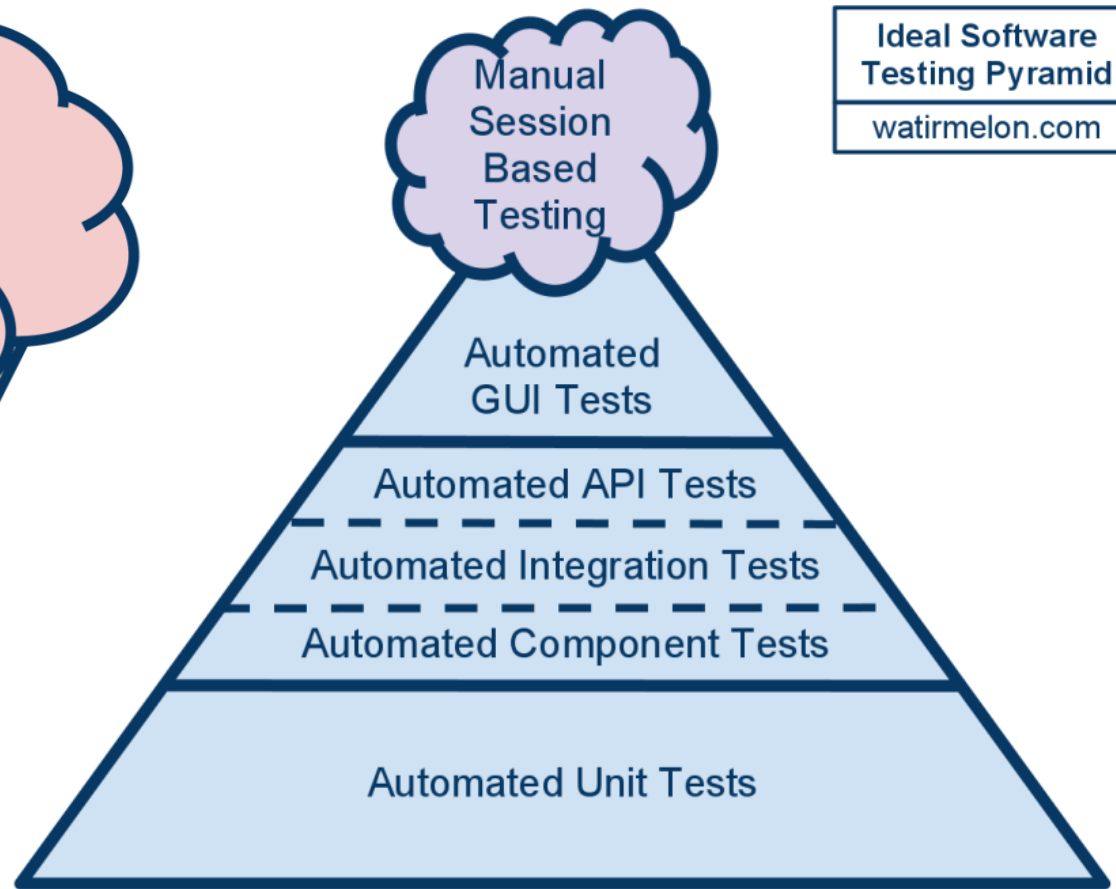 Manual
Session
Based
Testing
Ideal Software
Testing Pyramid
watirmelon.com
Automated
GUI Tests
Automated API Tests
Automated Integration Tests
Automated Component Tests
Automated Unit Tests